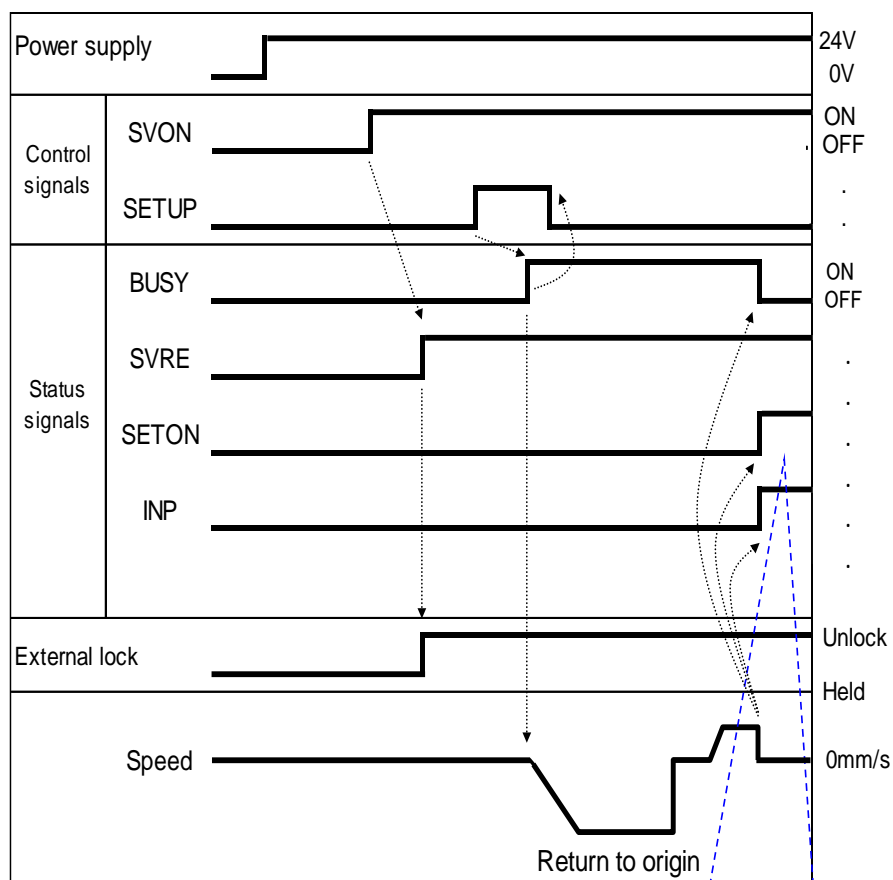 Power supply
24V
0V
Control
signals
SVON
ON
OFF
SETUP
.
.
Status
signals
BUSY
ON
OFF
SVRE
.
.
SETON
.
.
INP
.
.
External lock
Unlock
Held
Speed
0mm/s
Return to origin